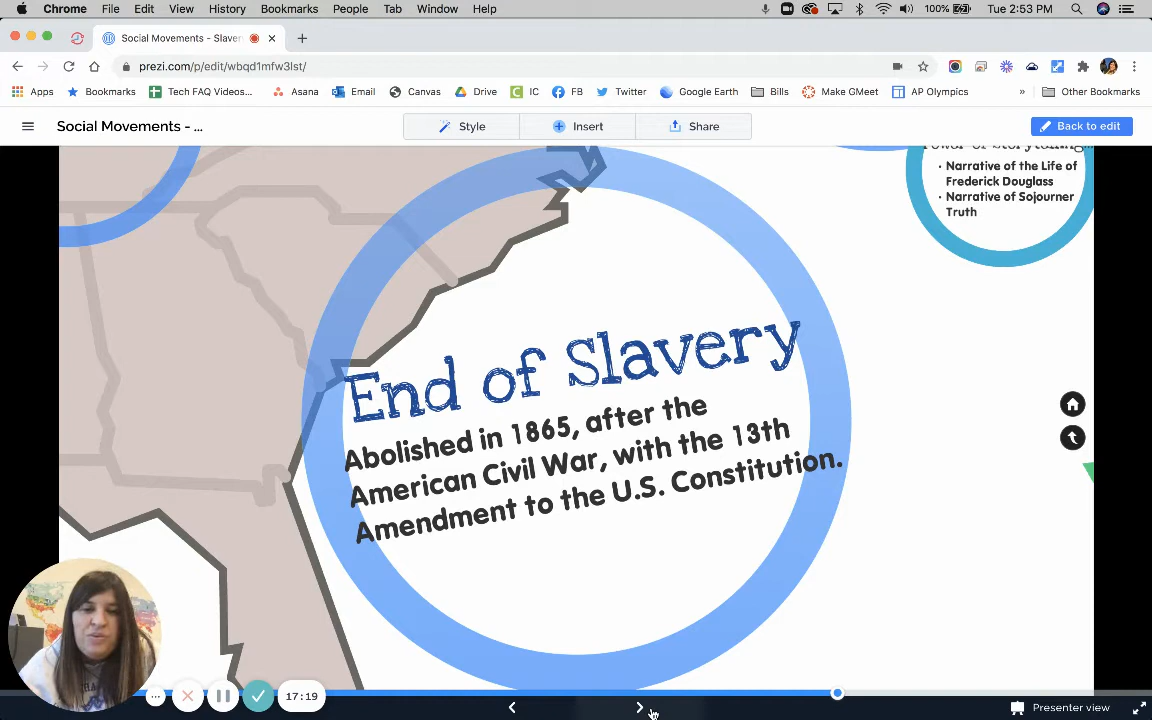 Chrome File Edit View History Bookmarks People Tab Window Help 100% Tue 2:53 PM
Social Movements - Slaver
prezi.com/p/edit/wbqd1mfw3lst/
Apps Bookmarks Tech FAQ Videos... Asana Email Canvas Drive IC FB Twitter Google Earth Bills Make GMeet AP Olympics » Other Bookmarks
Social Movements - ... Style Insert Share Back to edit
Power of Storytelling...
• Narrative of the Life of
Frederick Douglass
• Narrative of Sojourner
Truth
End of Slavery
Abolished in 1865, after the
American Civil War, with the 13th
Amendment to the U.S. Constitution.
17:19
Presenter view